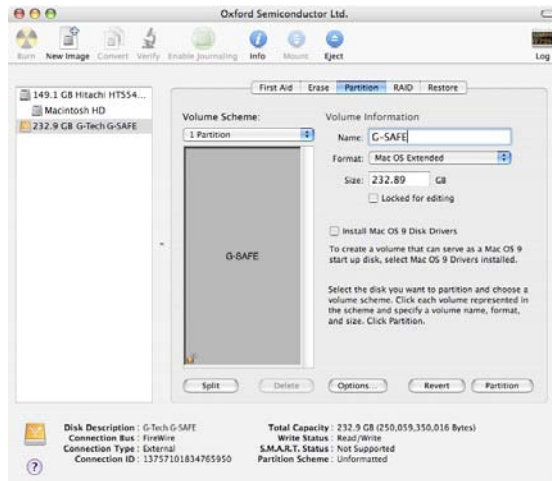 Oxford Semiconductor Ltd.
Burn New Image Convert Verify Enable Journaling Info Mount Eject Log
149.1 GB Hitachi HTS54...
Macintosh HD
232.9 GB G-Tech G-SAFE
First Aid Erase Partition RAID Restore
Volume Scheme:
1 Partition
G-SAFE
Volume Information
Name: G-SAFE
Format: Mac OS Extended
Size: 232.89 GB
Locked for editing
Install Mac OS 9 Disk Drivers
To create a volume that can serve as a Mac OS 9
start up disk, select Mac OS 9 Drivers installed.
Select the disk you want to partition and choose a
volume scheme. Click each volume represented in
the scheme and specify a volume name, format,
and size. Click Partition.
Split Delete Options... Revert Partition
Disk Description : G-Tech G-SAFE
Connection Bus : FireWire
Connection Type : External
Connection ID : 13757101834765950
Total Capacity : 232.9 GB (250,059,350,016 Bytes)
Write Status : Read/Write
S.M.A.R.T. Status : Not Supported
Partition Scheme : Unformatted
?